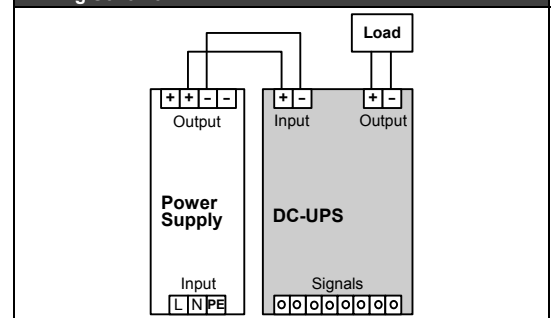 Load
+ + - -
Output
+ -
Input
+ -
Output
Power
Supply
DC-UPS
Input
L N PE
Signals